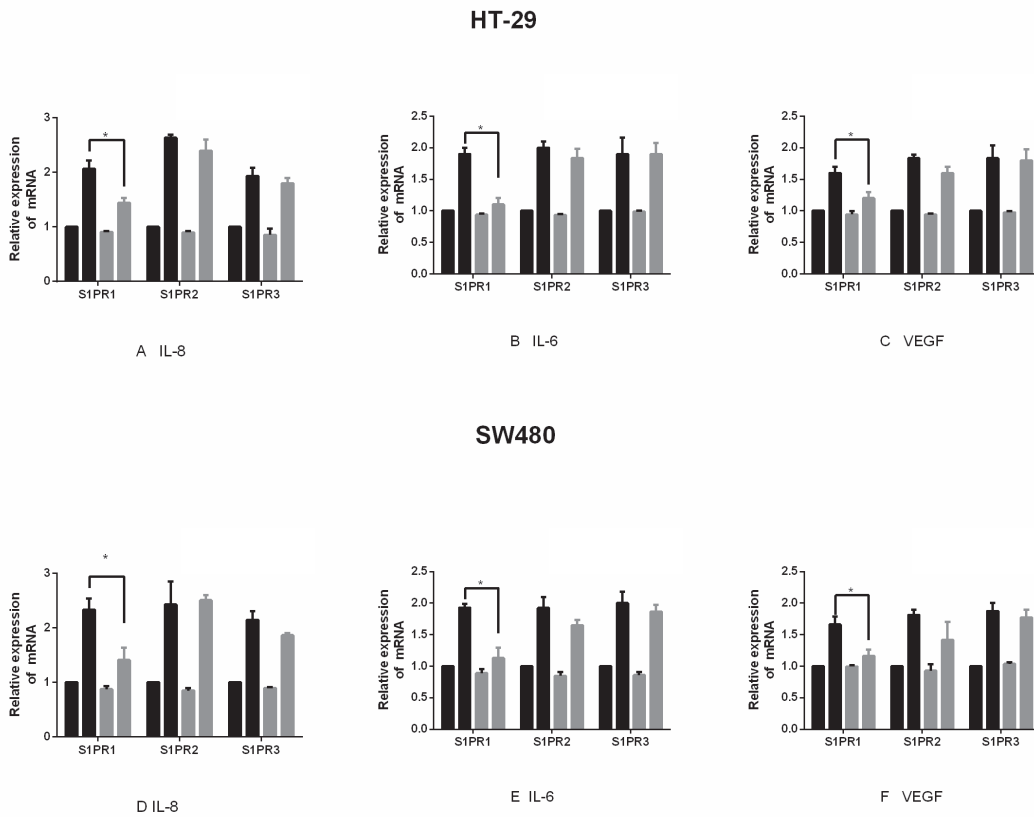 HT-29
Relative expression
of mRNA
3
2
1
0
*
S1PR1 S1PR2 S1PR3
A IL-8
Relative expression
of mRNA
2.5
2.0
1.5
1.0
0.5
0.0
*
S1PR1 S1PR2 S1PR3
B IL-6
Relative expression
of mRNA
2.5
2.0
1.5
1.0
0.5
0.0
*
S1PR1 S1PR2 S1PR3
C VEGF
SW480
Relative expression
of mRNA
3
2
1
0
*
S1PR1 S1PR2 S1PR3
D IL-8
Relative expression
of mRNA
2.5
2.0
1.5
1.0
0.5
0.0
*
S1PR1 S1PR2 S1PR3
E IL-6
Relative expression
of mRNA
2.5
2.0
1.5
1.0
0.5
0.0
*
S1PR1 S1PR2 S1PR3
F VEGF